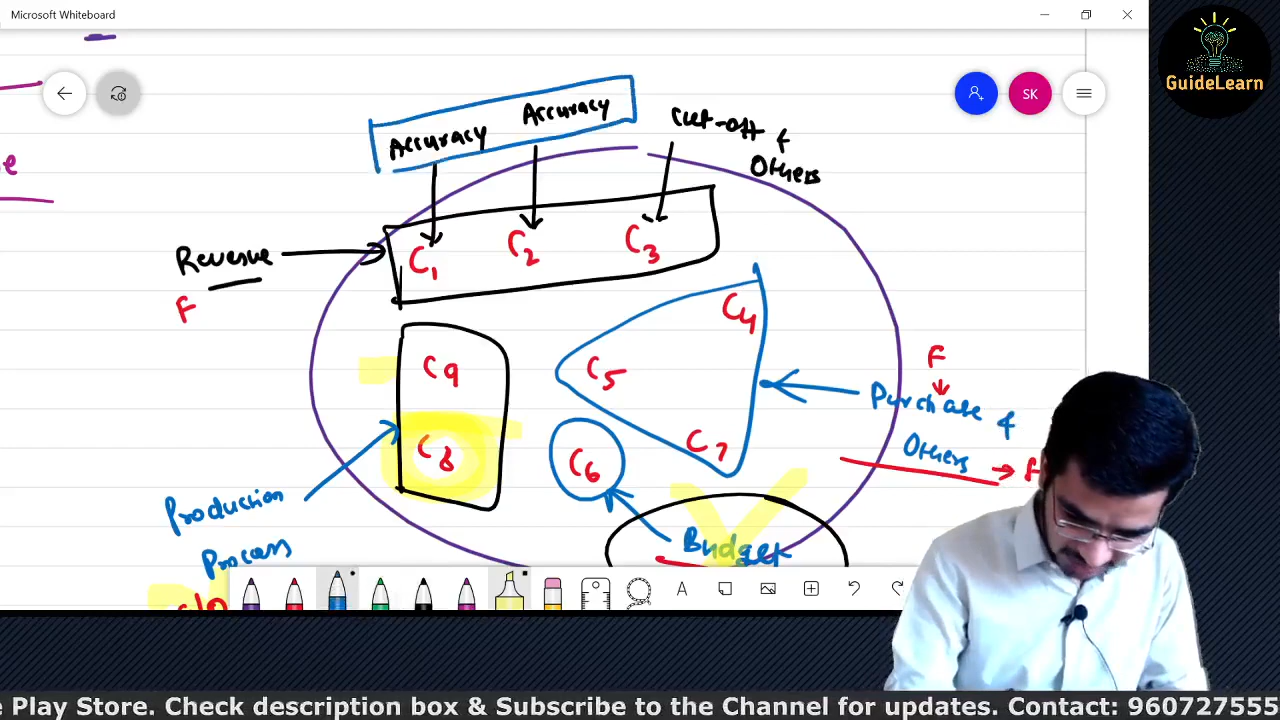 Microsoft Whiteboard
GuideLearn
SK
Accuracy Accuracy
Cut-off &
Others
Revenue
F
C1 C2 C3
C4
C5
C7
C6
C9
C8
F
Purchase &
Others
F
Production
Process
Budget
A
e Play Store. Check description box & Subscribe to the Channel for updates. Contact: 960727555